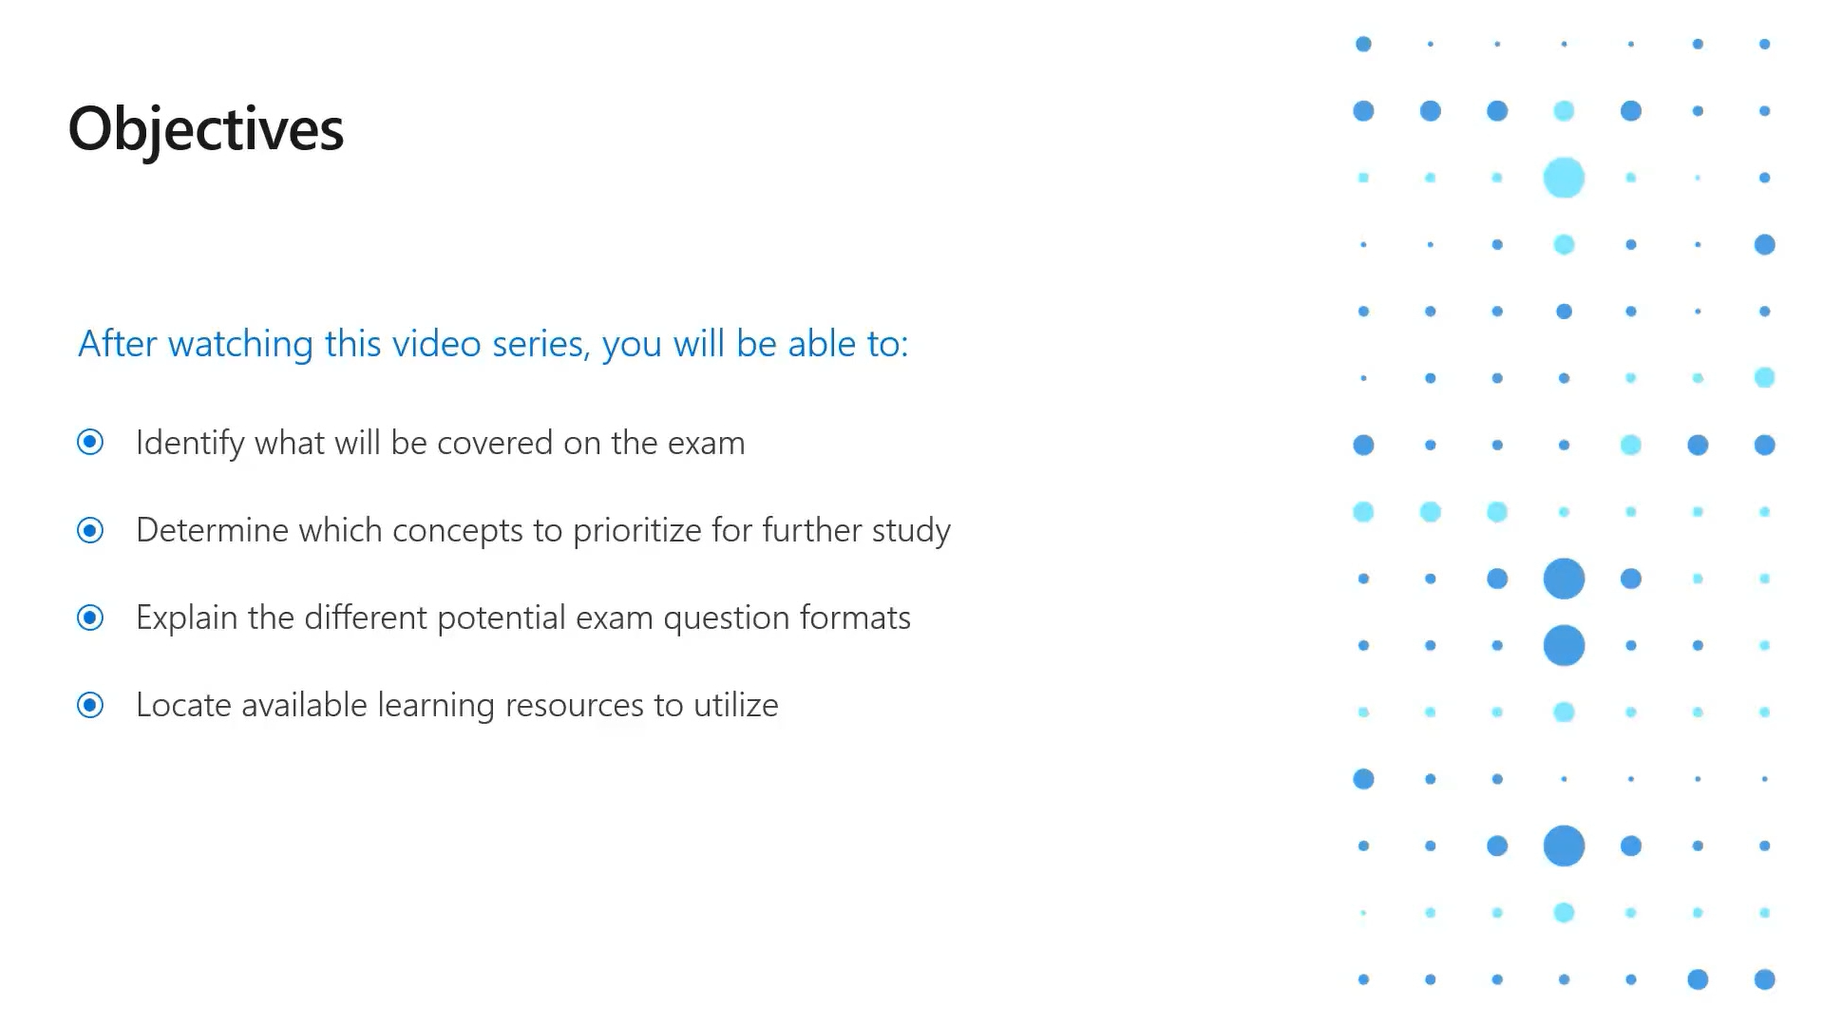 Objectives
After watching this video series, you will be able to:
Identify what will be covered on the exam
Determine which concepts to prioritize for further study
Explain the different potential exam question formats
Locate available learning resources to utilize